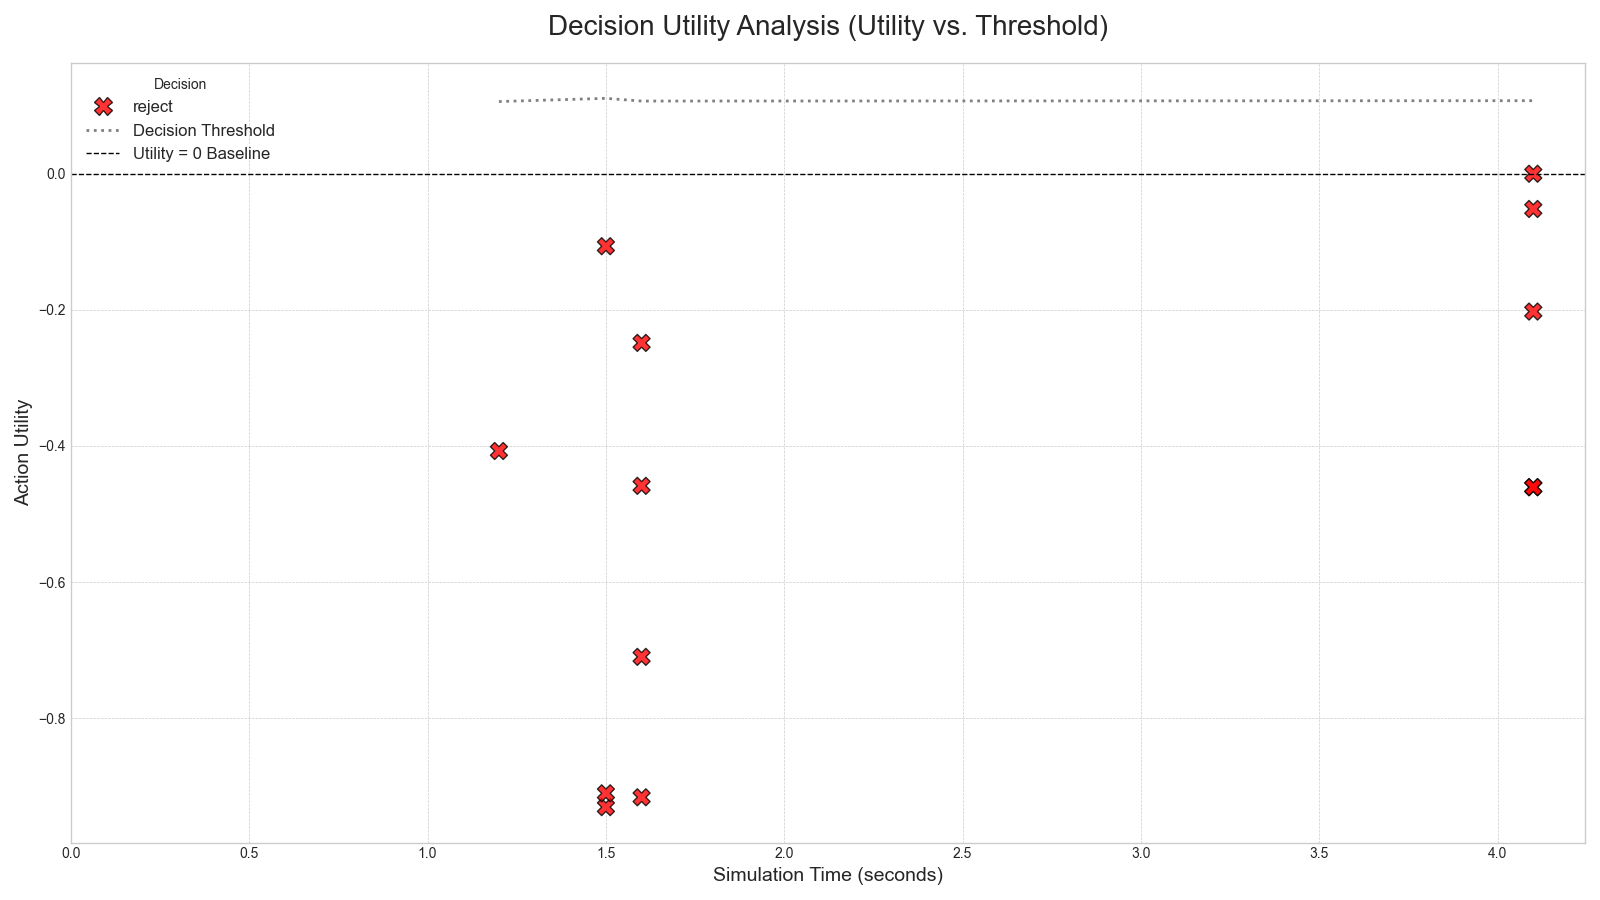 Decision Utility Analysis (Utility vs. Threshold)
Decision
reject
Decision Threshold
Utility = 0 Baseline
0.0
−0.2
−0.4
−0.6
−0.8
Action Utility
0.0 0.5 1.0 1.5 2.0 2.5 3.0 3.5 4.0
Simulation Time (seconds)